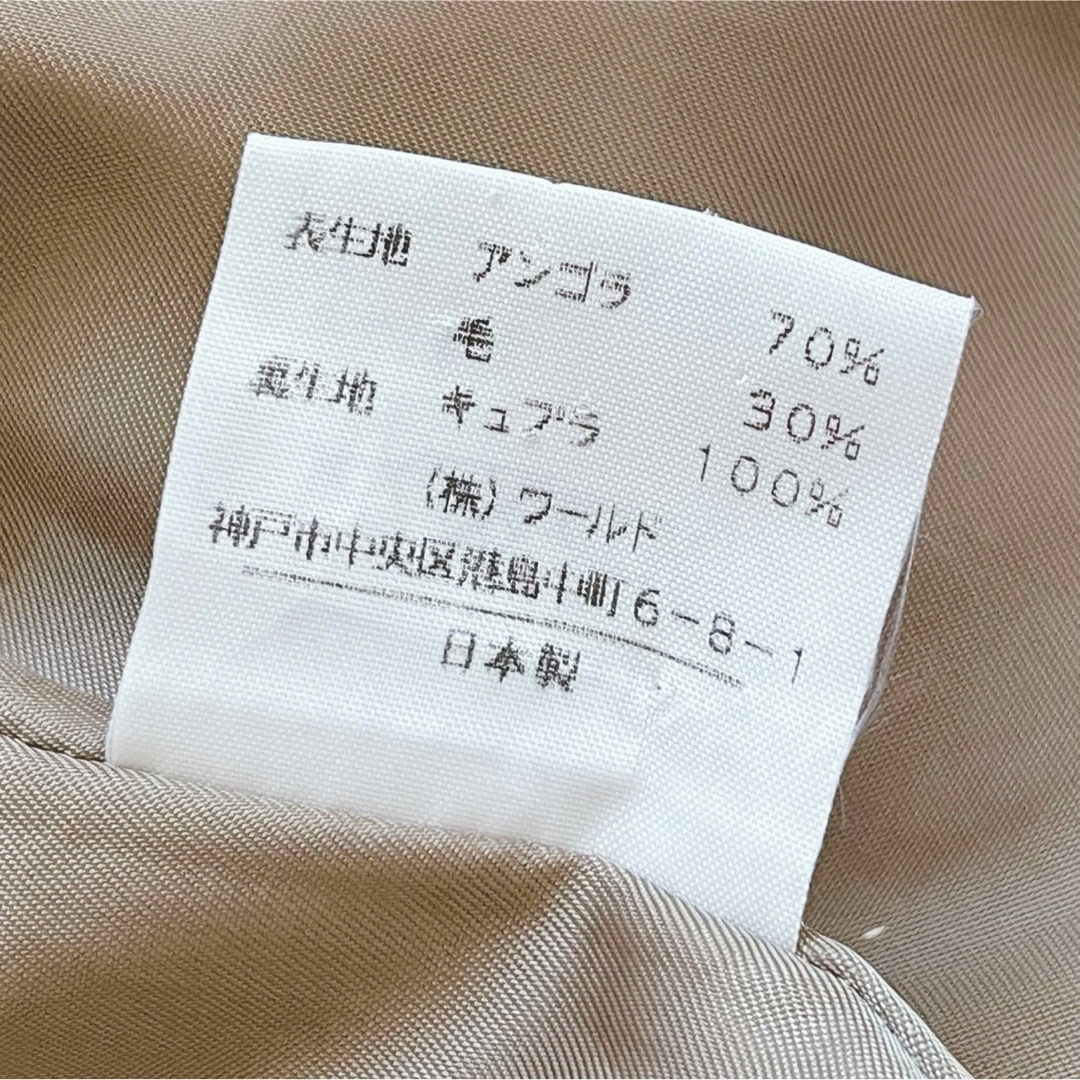 表生地 アンゴラ 70%
毛 30%
裏生地 キュプラ 100%
(株)ワールド
神戸市中央区港島中町6-8-1
日本製